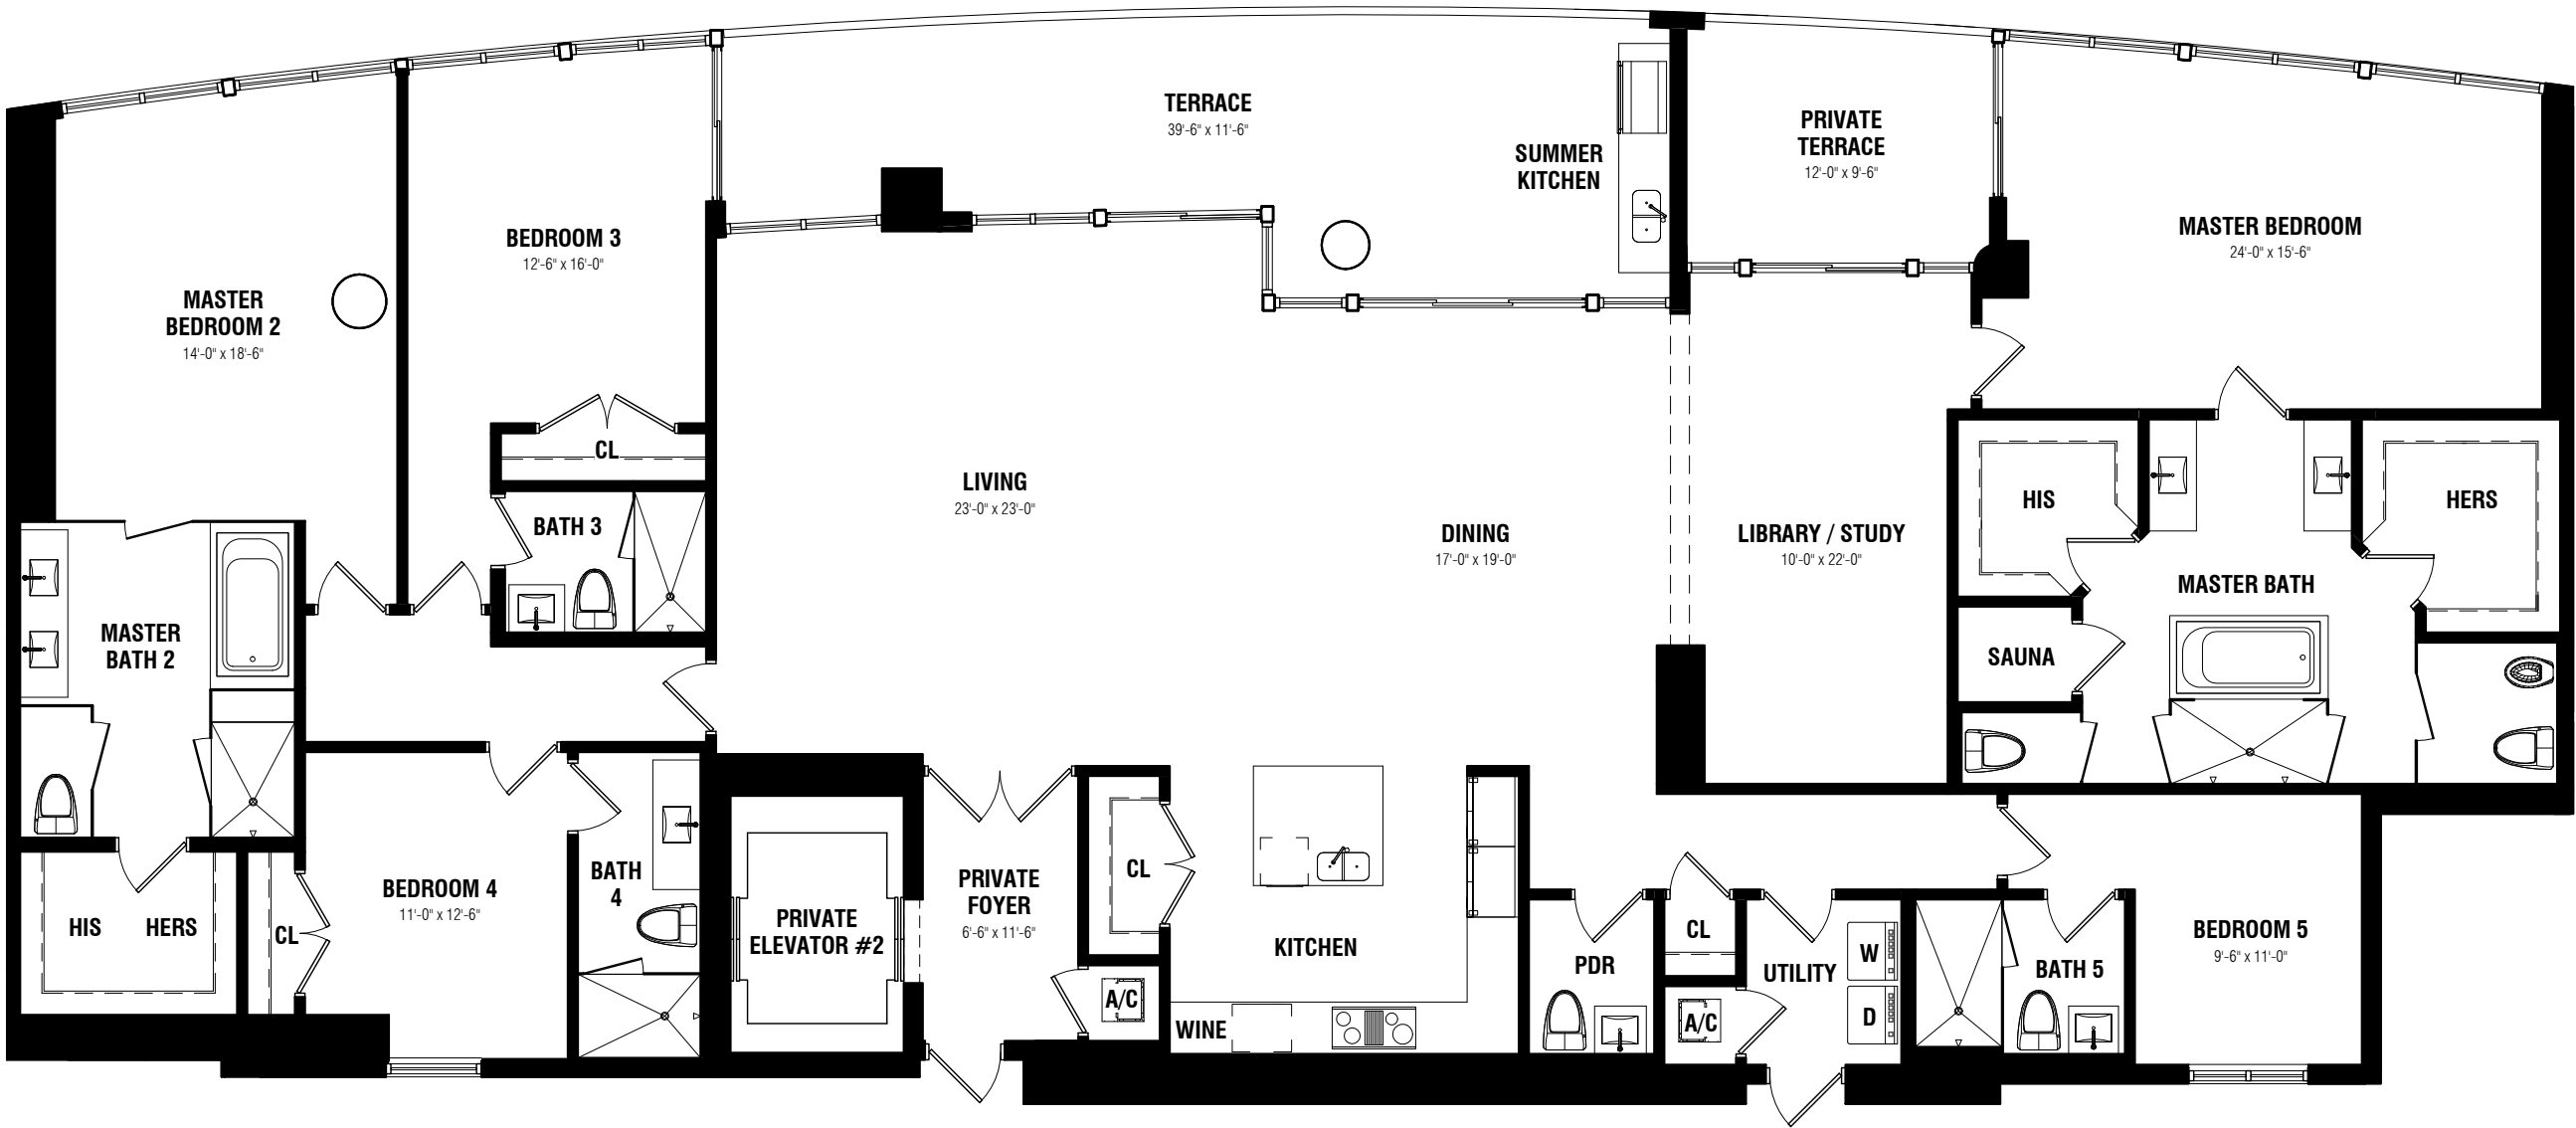 TERRACE
39'-6" x 11'-6"
SUMMER
KITCHEN
PRIVATE
TERRACE
12'-0" x 9'-6"
MASTER BEDROOM
24'-0" x 15'-6"
BEDROOM 3
12'-6" x 16'-0"
MASTER
BEDROOM 2
14'-0" x 18'-6"
CL
LIVING
23'-0" x 23'-0"
DINING
17'-0" x 19'-0"
LIBRARY / STUDY
10'-0" x 22'-0"
HIS
HERS
BATH 3
MASTER BATH
MASTER
BATH 2
SAUNA
BEDROOM 4
11'-0" x 12'-6"
BATH
4
HIS
HERS
CL
PRIVATE
ELEVATOR #2
PRIVATE
FOYER
6'-6" x 11'-6"
CL
A/C
KITCHEN
WINE
PDR
CL
A/C
UTILITY
W
D
BATH 5
BEDROOM 5
9'-6" x 11'-0"